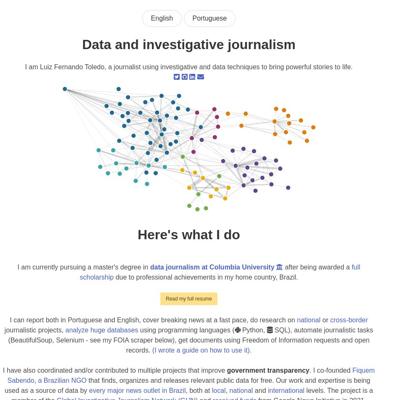 English Portuguese
Data and investigative journalism
I am Luiz Fernando Toledo, a journalist using investigative and data techniques to bring powerful stories to life.
Here's what I do
I am currently pursuing a master's degree in data journalism at Columbia University after being awarded a full
scholarship due to professional achievements in my home country, Brazil.
Read my full resume
I can report both in Portuguese and English, cover breaking news at a fast pace, do research on national or cross-border
journalistic projects, analyze huge databases using programming languages ( Python, SQL), automate journalistic tasks
(BeautifulSoup, Selenium - see my FOIA scraper below), get documents using Freedom of Information requests and open
records. (I wrote a guide on how to use it).
I have also coordinated and/or contributed to multiple projects that improve government transparency. I co-founded Fiquem
Sabendo, a Brazilian NGO that finds, organizes and releases relevant public data for free. Our work and expertise is being
used as a source of data by every major news outlet in Brazil, both at local, national and international levels. The project is a